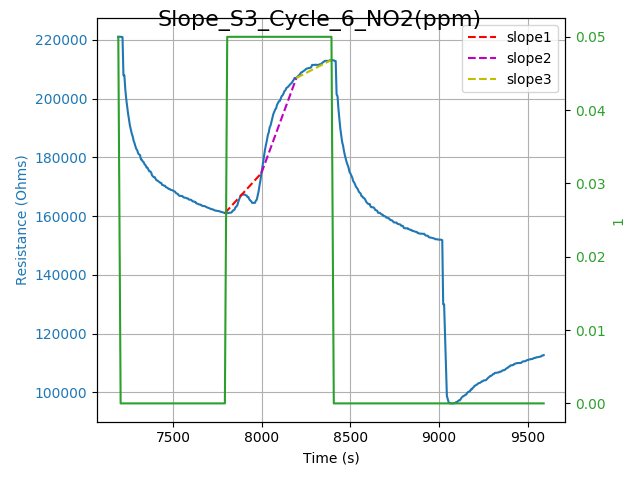 Slope_S3_Cycle_6_NO2(ppm)
slope1
slope2
slope3
220000
200000
180000
160000
140000
120000
100000
Resistance (Ohms)
0.05
0.04
0.03
0.02
0.01
0.00
1
7500 8000 8500 9000 9500
Time (s)